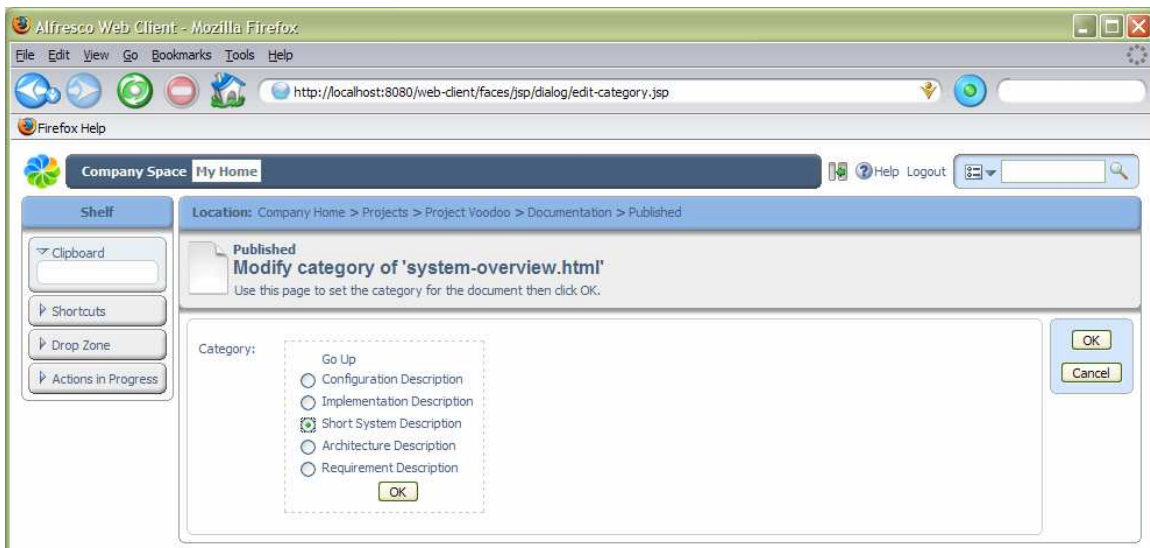 Alfresco Web Client - Mozilla Firefox
File Edit View Go Bookmarks Tools Help
http://localhost:8080/web-client/faces/jsp/dialog/edit-category.jsp
Firefox Help
Company Space My Home Help Logout
Shelf
Location: Company Home > Projects > Project Voodoo > Documentation > Published
Clipboard
Shortcuts
Drop Zone
Actions in Progress
Published
Modify category of 'system-overview.html'
Use this page to set the category for the document then click OK.
Category:
Go Up
Configuration Description
Implementation Description
Short System Description
Architecture Description
Requirement Description
OK
OK
Cancel